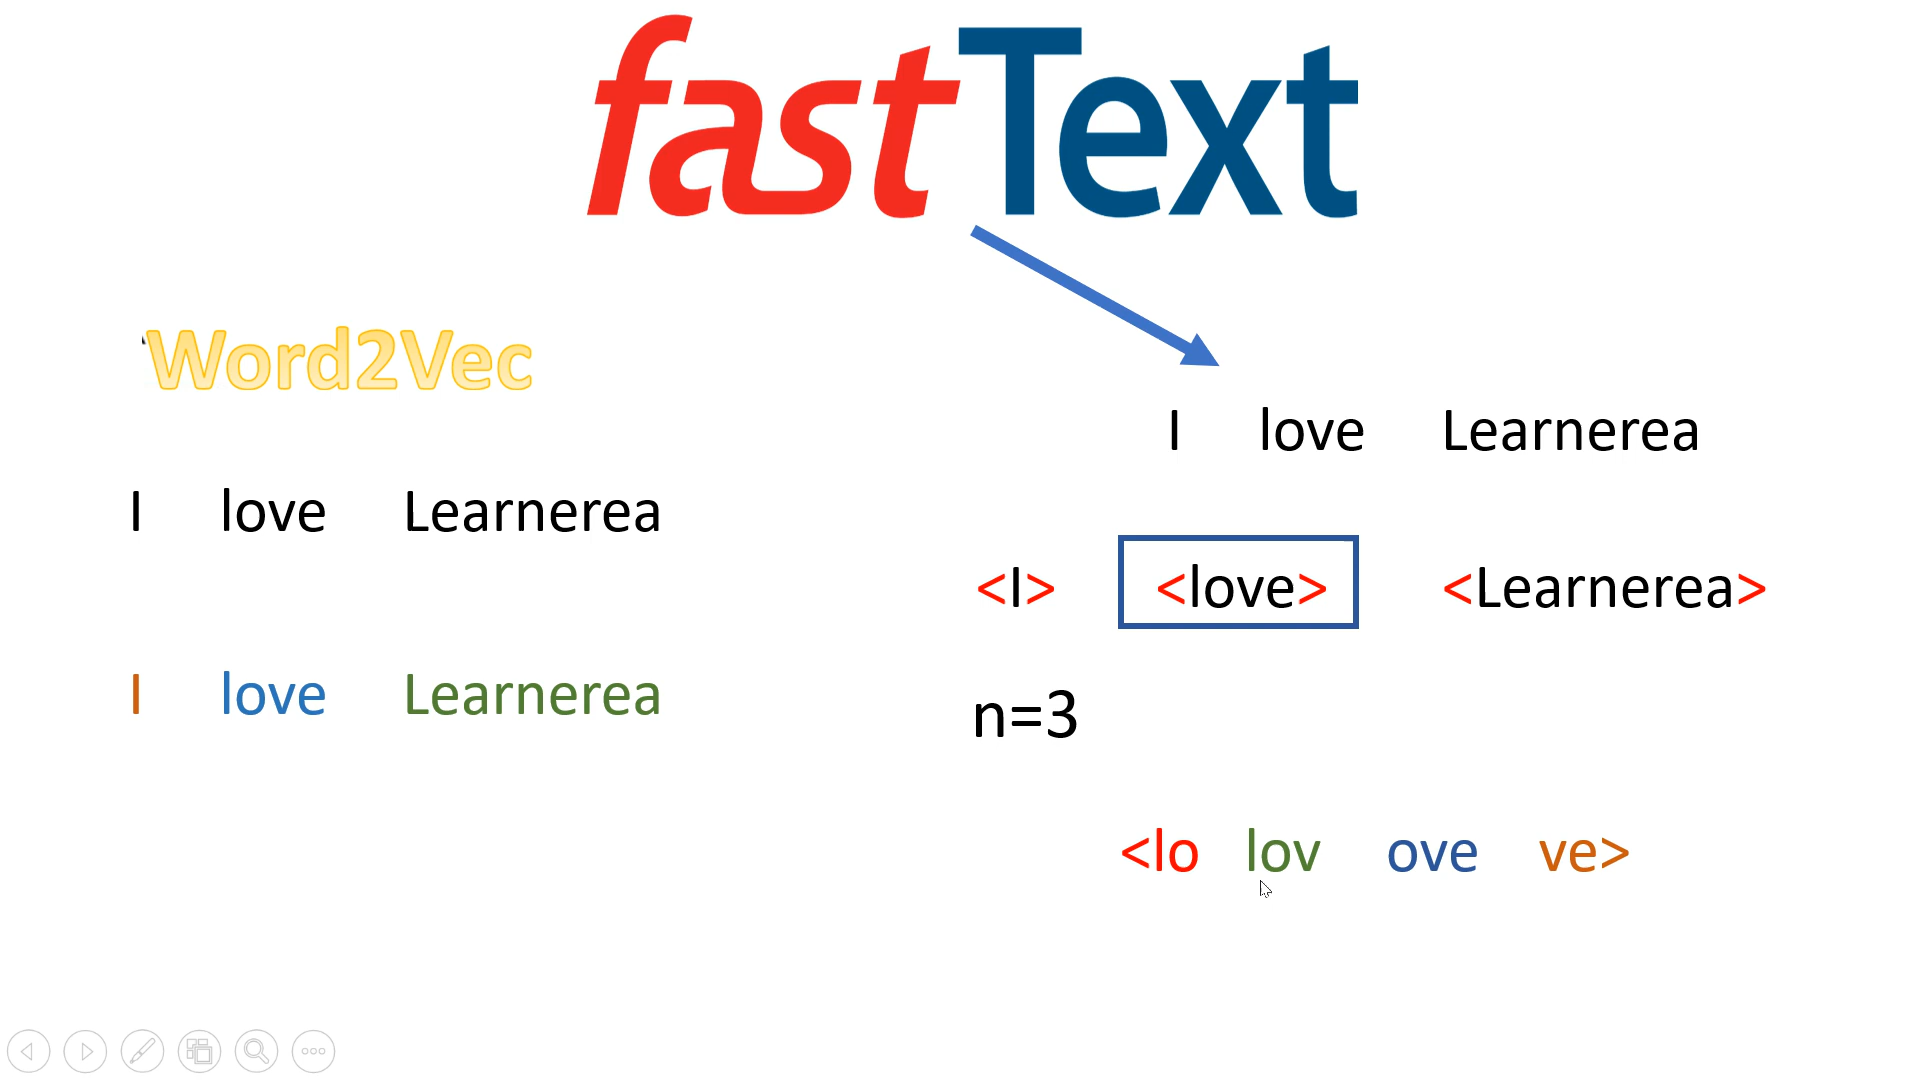 fastText
Word2Vec
I love Learnerea
I love Learnerea
I love Learnerea
<I> <love> <Learnerea>
n=3
<lo lov ove ve>